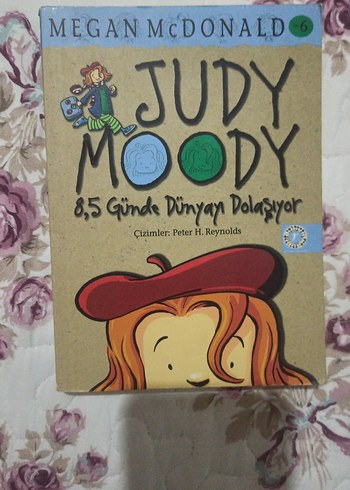 MEGAN McDONALD
6
JUDY
MOODY
8,5 Günde Dünyayı Dolaşıyor
Çizimler: Peter H. Reynolds